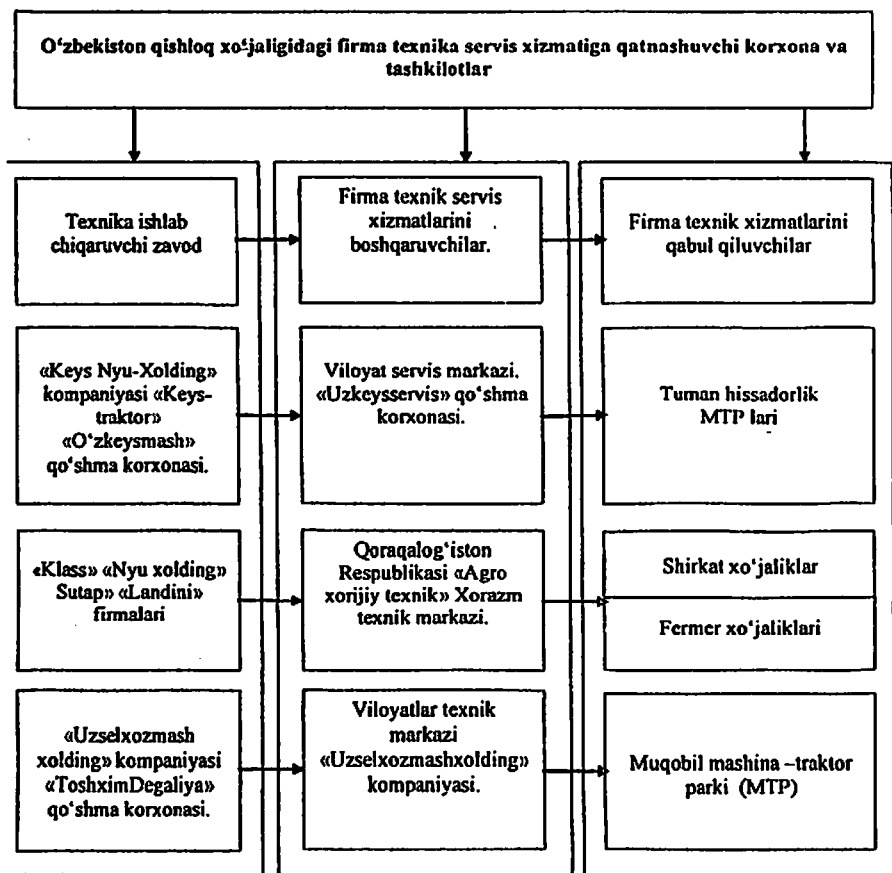 O‘zbekiston qishloq xo‘jaligidagi firma texnika servis xizmatiga qatnashuvchi korxona va
tashkilotlar
Texnika ishlab
chiqaruvchi zavod
Firma texnik servis
xizmatlarini
boshqaruvchilar.
Firma texnik xizmatlarini
qabul qiluvchilar
«Keys Nyu-Xolding»
kompaniyasi «Keys-
traktor»
«O‘zkeysmash»
qo‘shma korxonasi.
Viloyat servis markazi.
«Uzkeysservis» qo‘shma
korxonasi.
Tuman hissadorlik
MTP lari
«Klass» «Nyu xolding»
Sutap» «Landini»
firmalari
Qoraqalog‘iston
Respublikasi «Agro
xorijiy texnik» Xorazm
texnik markazi.
Shirkat xo‘jaliklar
Fermer xo‘jaliklari
«Uzselxozmash
xolding» kompaniyasi
«ToshximDegaliya»
qo‘shma korxonasi.
Viloyatlar texnik
markazi
«Uzselxozmashxolding»
kompaniyasi.
Muqobil mashina –traktor
parki (MTP)